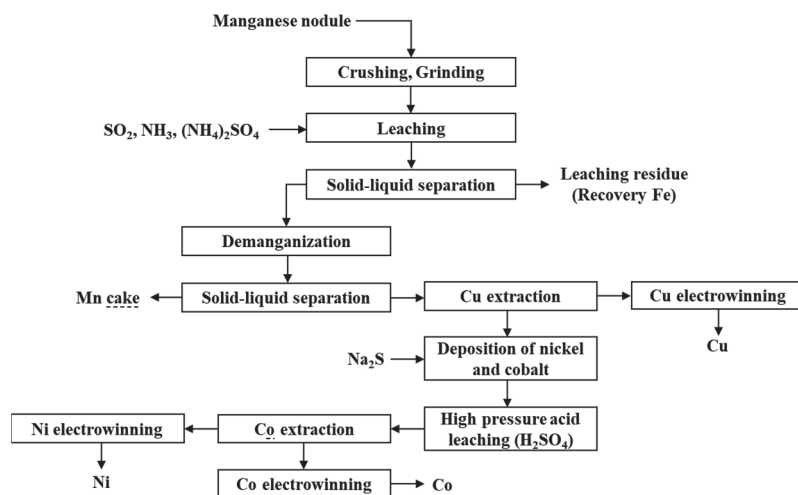 Manganese nodule
Crushing, Grinding
SO₂, NH₃, (NH₄)₂SO₄
Leaching
Solid-liquid separation
Leaching residue
(Recovery Fe)
Demanganization
Mn cake
Solid-liquid separation
Cu extraction
Cu electrowinning
Na₂S
Deposition of nickel
and cobalt
Cu
Ni electrowinning
Co extraction
High pressure acid
leaching (H₂SO₄)
Ni
Co electrowinning
Co